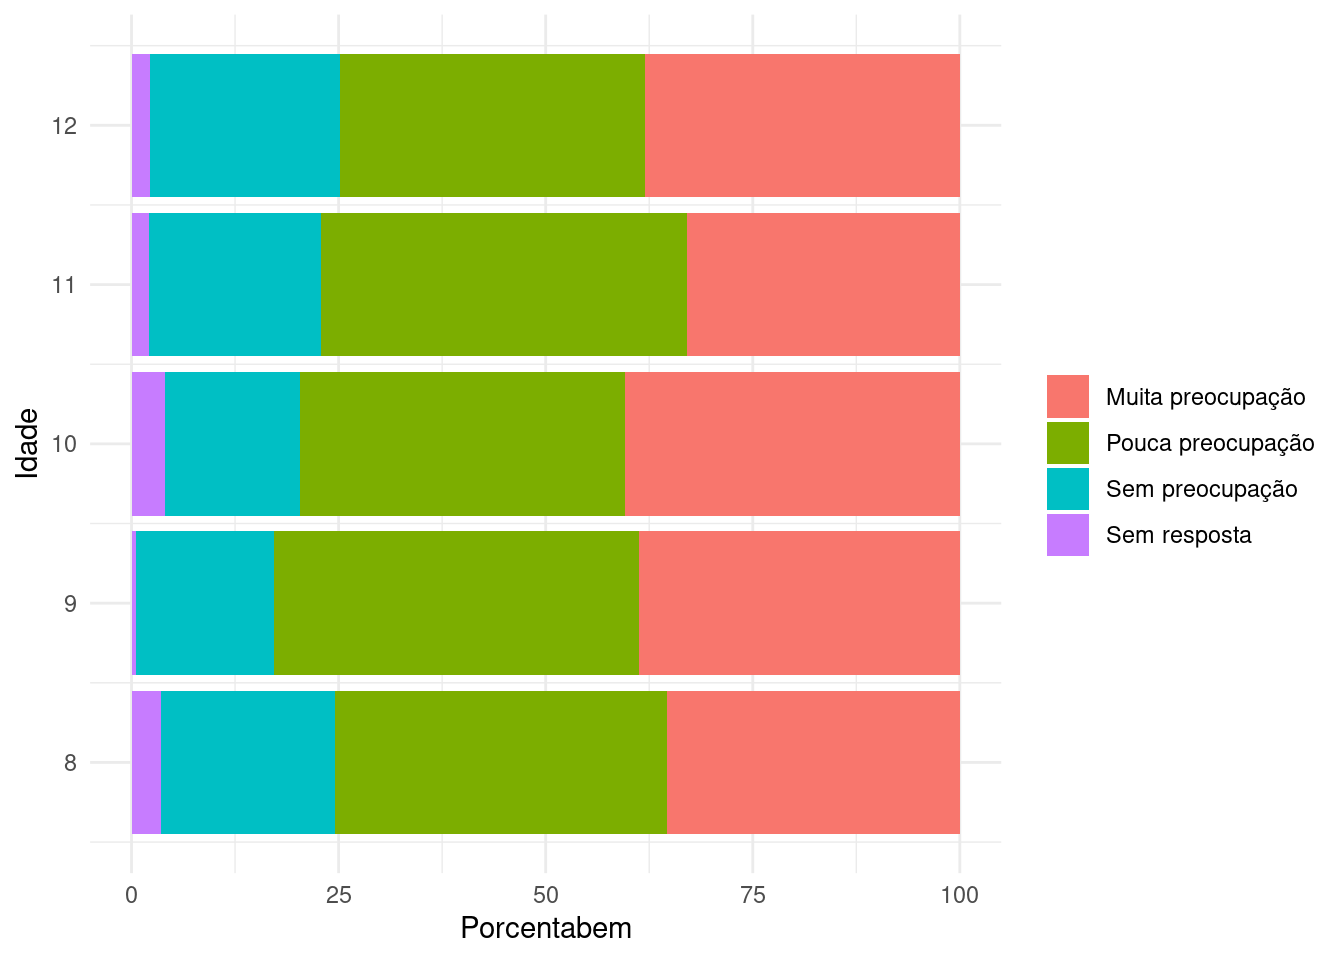 12
11
10
9
8
Idade
0 25 50 75 100
Porcentabem
Muita preocupação
Pouca preocupação
Sem preocupação
Sem resposta